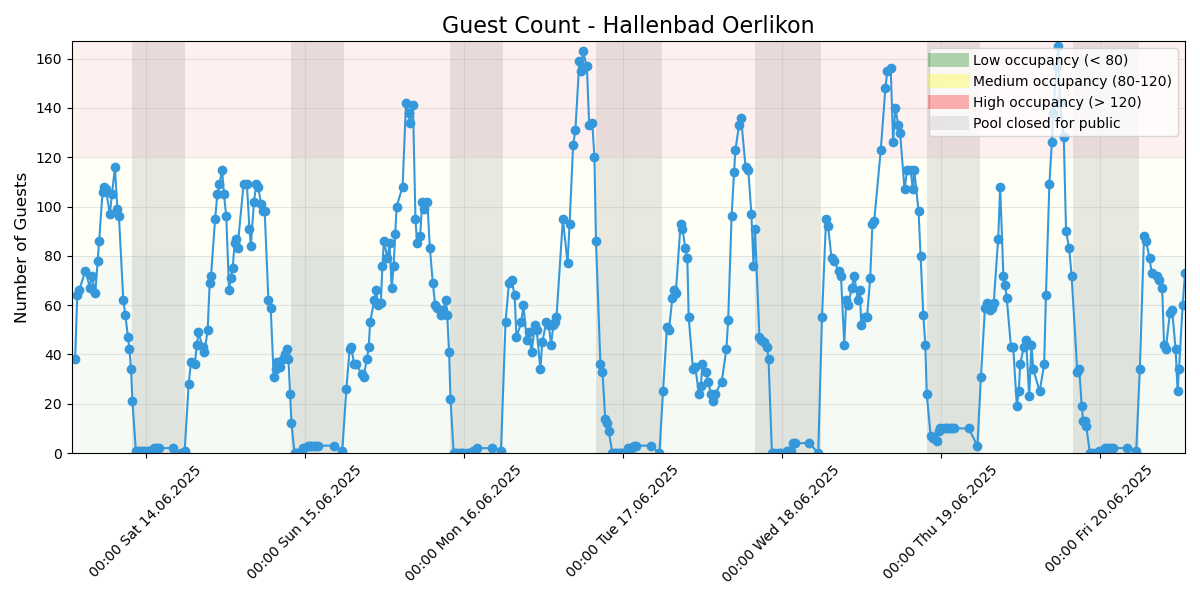 Guest Count - Hallenbad Oerlikon
Number of Guests
160
140
120
100
80
60
40
20
0
Low occupancy (< 80)
Medium occupancy (80-120)
High occupancy (> 120)
Pool closed for public
00:00 Sat 14.06.2025
00:00 Sun 15.06.2025
00:00 Mon 16.06.2025
00:00 Tue 17.06.2025
00:00 Wed 18.06.2025
00:00 Thu 19.06.2025
00:00 Fri 20.06.2025